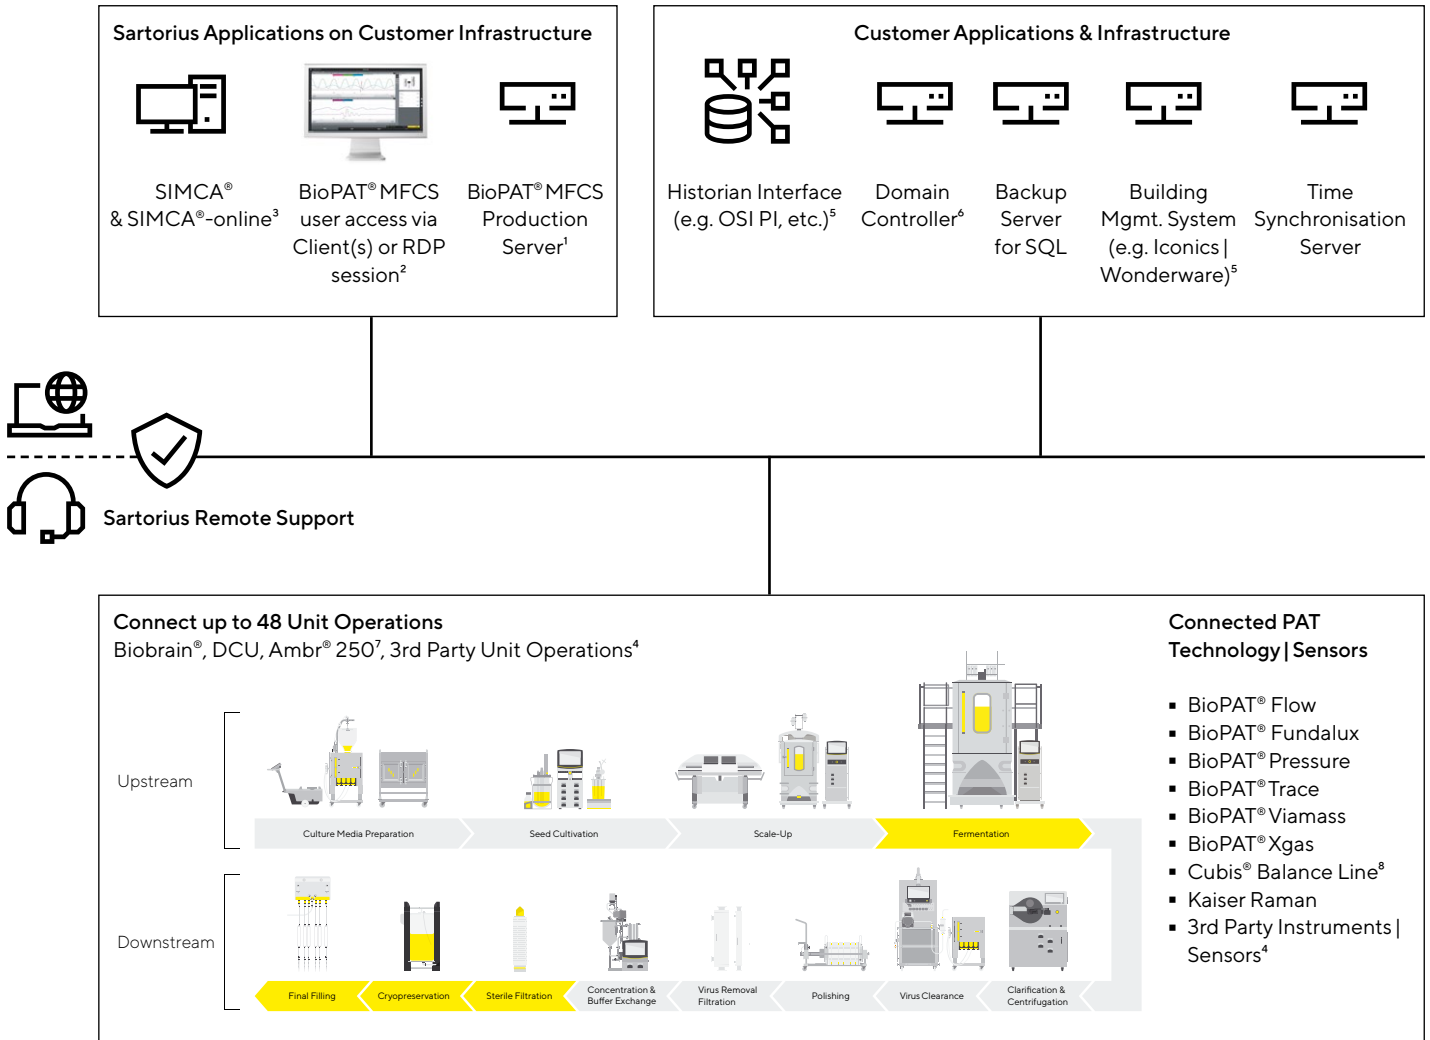 Sartorius Applications on Customer Infrastructure
SIMCA®
& SIMCA®-online³
BioPAT® MFCS
user access via
Client(s) or RDP
session²
BioPAT® MFCS
Production
Server¹
Customer Applications & Infrastructure
Historian Interface
(e.g. OSI PI, etc.)⁵
Domain
Controller⁶
Backup
Server
for SQL
Building
Mgmt. System
(e.g. Iconics |
Wonderware)⁵
Time
Synchronisation
Server
Sartorius Remote Support
Connect up to 48 Unit Operations
Biobrain®, DCU, Ambr® 250⁷, 3rd Party Unit Operations⁴
Upstream
Culture Media Preparation
Seed Cultivation
Scale-Up
Fermentation
Downstream
Final Filling
Cryopreservation
Sterile Filtration
Concentration &
Buffer Exchange
Virus Removal
Filtration
Polishing
Virus Clearance
Clarification &
Centrifugation
Connected PAT
Technology | Sensors
▪ BioPAT® Flow
▪ BioPAT® Fundalux
▪ BioPAT® Pressure
▪ BioPAT® Trace
▪ BioPAT® Viamass
▪ BioPAT® Xgas
▪ Cubis® Balance Line⁸
▪ Kaiser Raman
▪ 3rd Party Instruments |
Sensors⁴